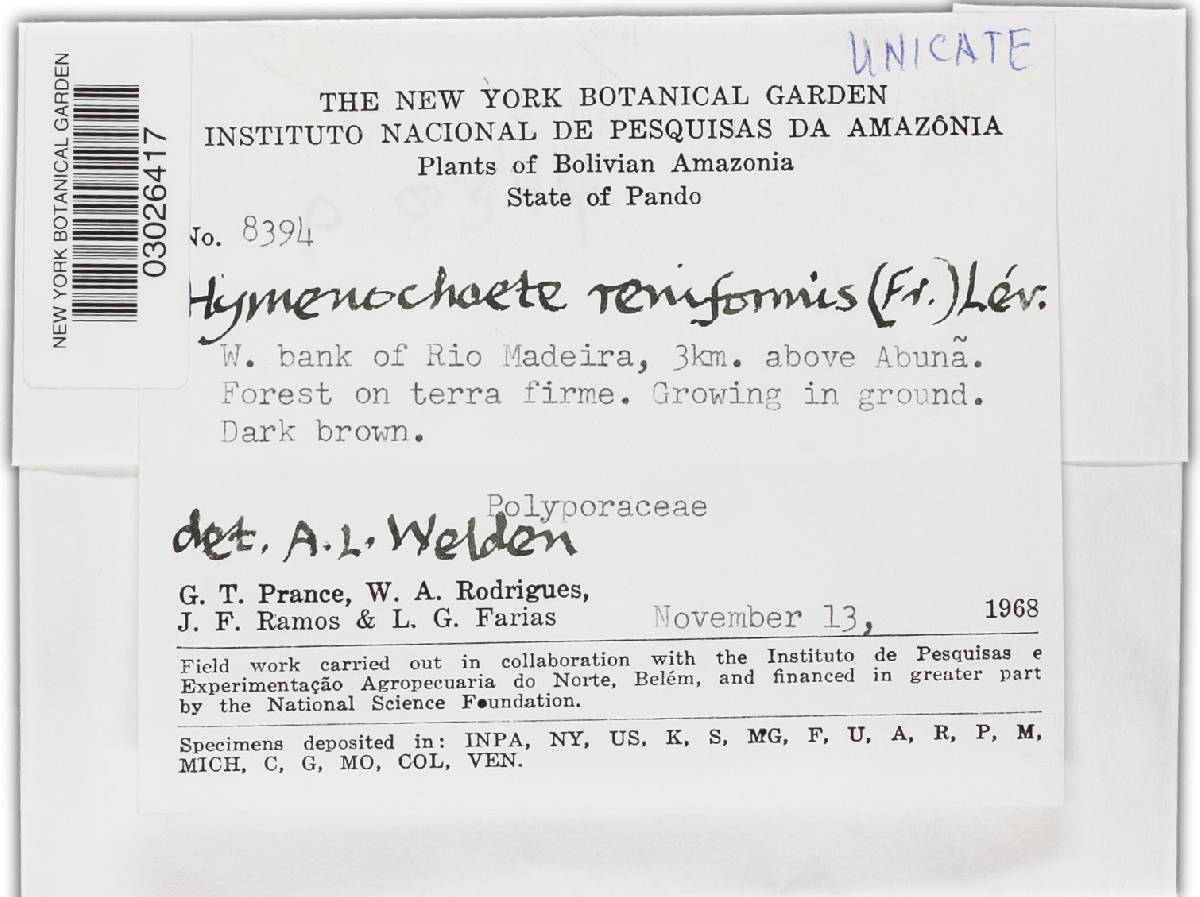 UNICATE
NEW YORK BOTANICAL GARDEN
03026417
THE NEW YORK BOTANICAL GARDEN
INSTITUTO NACIONAL DE PESQUISAS DA AMAZÔNIA
Plants of Bolivian Amazonia
State of Pando
No. 8394
Hymenochaete reniformis (Fr.) Lév.
W. bank of Rio Madeira, 3km. above Abunã.
Forest on terra firme. Growing in ground.
Dark brown.
Polyporaceae
det. A.L. Welden
G. T. Prance, W. A. Rodrigues,
J. F. Ramos & L. G. Farias November 13, 1968
Field work carried out in collaboration with the Instituto de Pesquisas e
Experimentação Agropecuaria do Norte, Belém, and financed in greater part
by the National Science Foundation.
Specimens deposited in: INPA, NY, US, K, S, MG, F, U, A, R, P, M,
MICH, C, G, MO, COL, VEN.